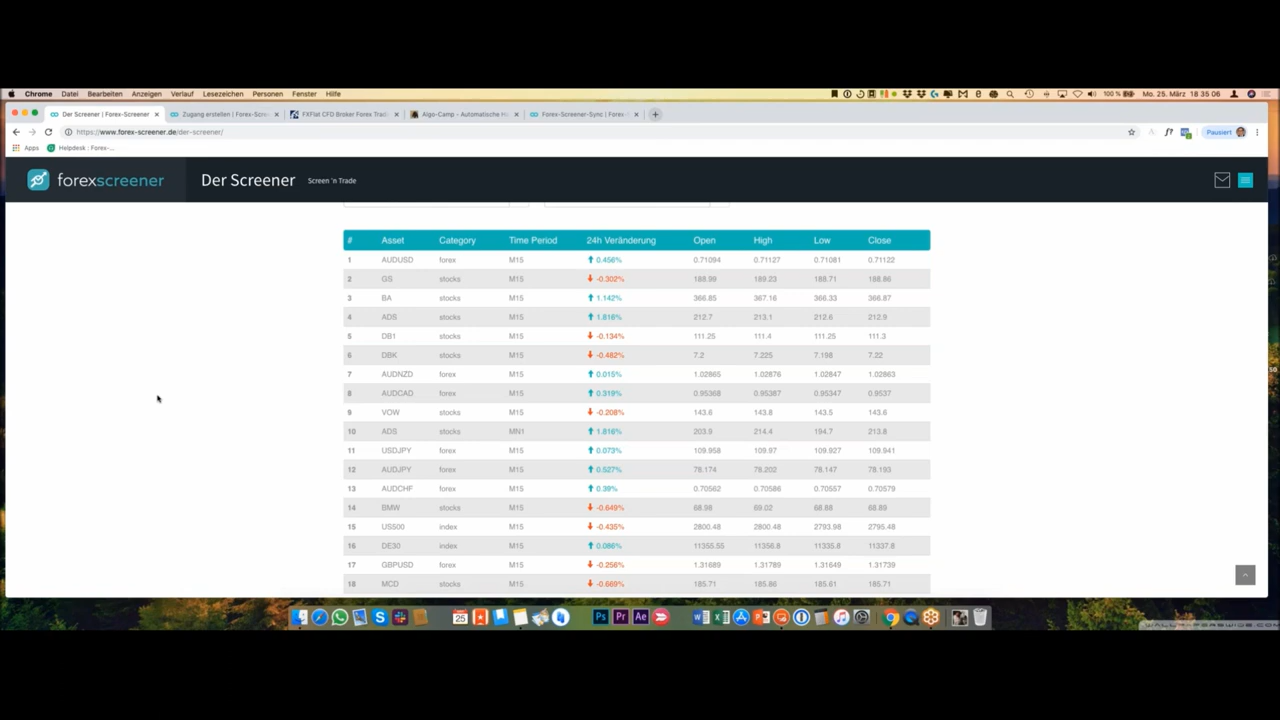 Chrome Datei Bearbeiten Anzeigen Verlauf Lesezeichen Personen Fenster Hilfe 100 % Mo. 25. März 18 35 06
Der Screener | Forex-Screener Zugang erstellen | Forex-Scre FXFlat CFD Broker Forex Trad Algo-Camp - Automatische H Forex-Screener-Sync | Forex
https://www.forex-screener.de/der-screener/ Pausiert
Apps Helpdesk : Forex-...
forexscreener Der Screener Screen 'n Trade
# Asset Category Time Period 24h Veränderung Open High Low Close
1 AUDUSD forex M15 0.456% 0.71094 0.71127 0.71081 0.71122
2 GS stocks M15 -0.302% 188.99 189.23 188.71 188.86
3 BA stocks M15 1.142% 366.85 367.16 366.33 366.87
4 ADS stocks M15 1.816% 212.7 213.1 212.6 212.9
5 DB1 stocks M15 -0.134% 111.25 111.4 111.25 111.3
6 DBK stocks M15 -0.482% 7.2 7.225 7.198 7.22
7 AUDNZD forex M15 0.015% 1.02865 1.02876 1.02847 1.02863
8 AUDCAD forex M15 0.319% 0.95368 0.95387 0.95347 0.9537
9 VOW stocks M15 -0.208% 143.6 143.8 143.5 143.6
10 ADS stocks MN1 1.816% 203.9 214.4 194.7 213.8
11 USDJPY forex M15 0.073% 109.958 109.97 109.927 109.941
12 AUDJPY forex M15 0.527% 78.174 78.202 78.147 78.193
13 AUDCHF forex M15 0.39% 0.70562 0.70586 0.70557 0.70579
14 BMW stocks M15 -0.649% 68.98 69.02 68.88 68.89
15 US500 index M15 -0.435% 2800.48 2800.48 2793.98 2795.48
16 DE30 index M15 0.086% 11355.55 11356.8 11335.8 11337.8
17 GBPUSD forex M15 -0.256% 1.31689 1.31789 1.31649 1.31739
18 MCD stocks M15 -0.669% 185.71 185.86 185.61 185.71
25 Ps Pr Ae
WALLPAPERSWIDE.COM